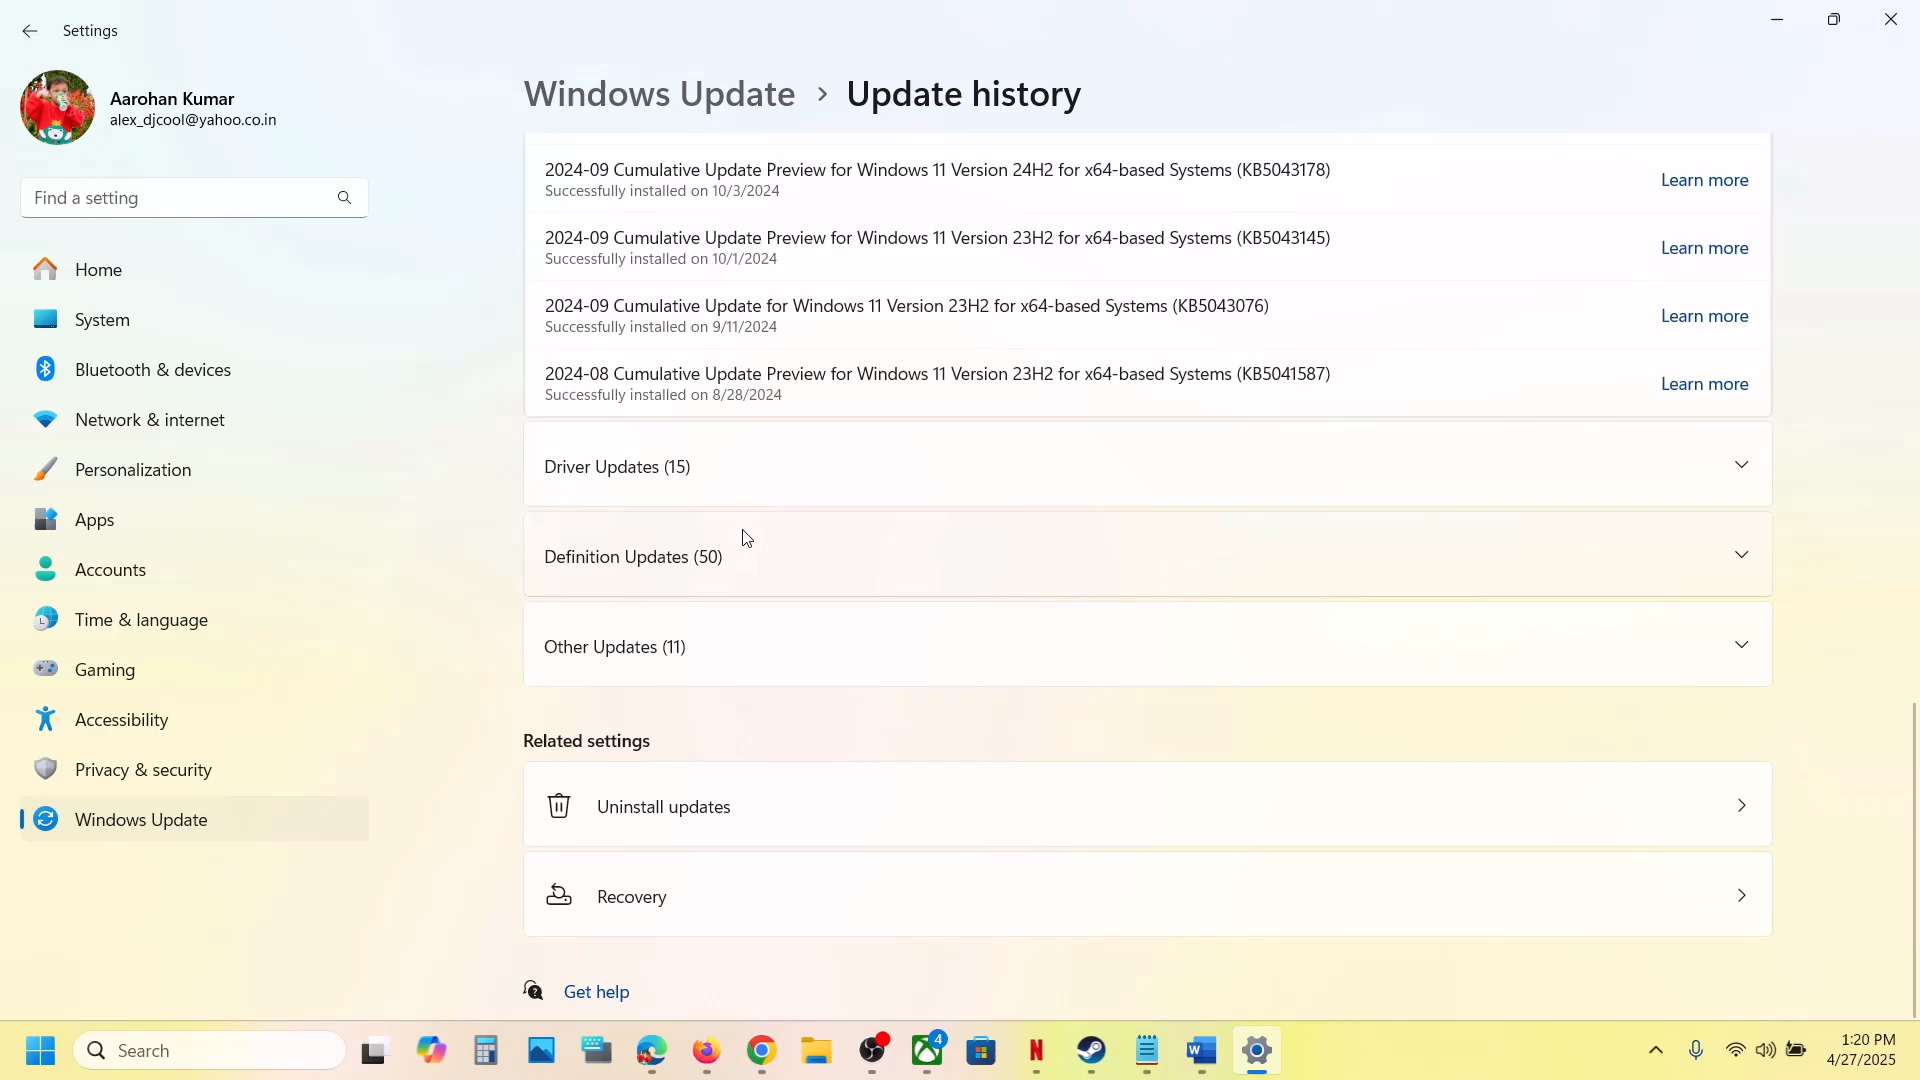 Settings
Aarohan Kumar
alex_djcool@yahoo.co.in
Find a setting
Home
System
Bluetooth & devices
Network & internet
Personalization
Apps
Accounts
Time & language
Gaming
Accessibility
Privacy & security
Windows Update
Windows Update > Update history
2024-09 Cumulative Update Preview for Windows 11 Version 24H2 for x64-based Systems (KB5043178)
Successfully installed on 10/3/2024
Learn more
2024-09 Cumulative Update Preview for Windows 11 Version 23H2 for x64-based Systems (KB5043145)
Successfully installed on 10/1/2024
Learn more
2024-09 Cumulative Update for Windows 11 Version 23H2 for x64-based Systems (KB5043076)
Successfully installed on 9/11/2024
Learn more
2024-08 Cumulative Update Preview for Windows 11 Version 23H2 for x64-based Systems (KB5041587)
Successfully installed on 8/28/2024
Learn more
Driver Updates (15)
Definition Updates (50)
Other Updates (11)
Related settings
Uninstall updates
Recovery
Get help
Search
4
N
W
1:20 PM
4/27/2025